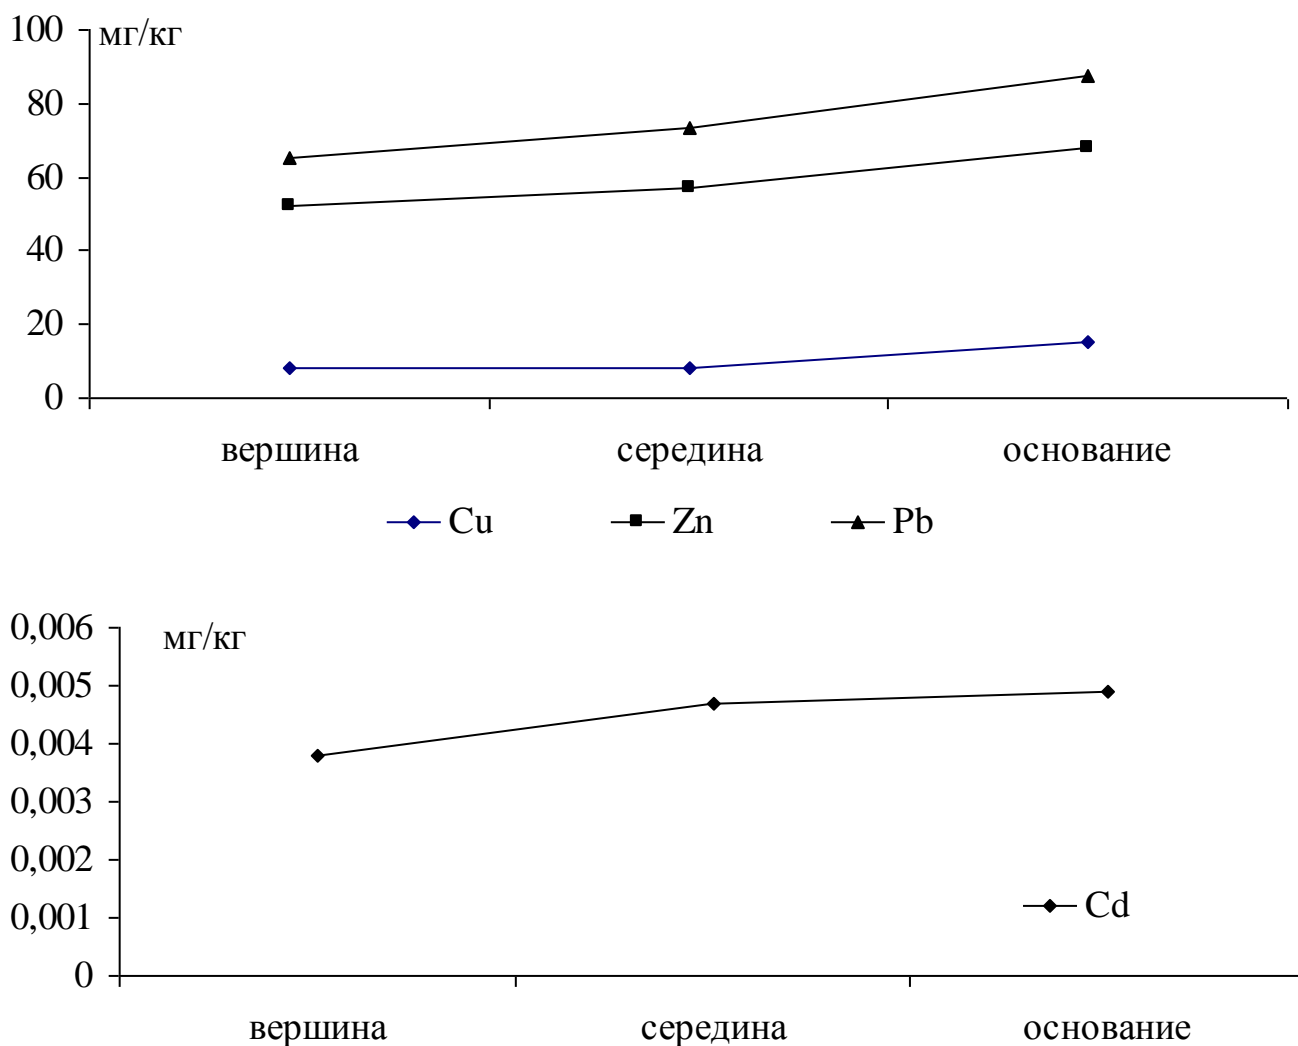 100 мг/кг
80
60
40
20
0
вершина середина основание
Cu Zn Pb
0,006 мг/кг
0,005
0,004
0,003
0,002
0,001 Cd
0
вершина середина основание